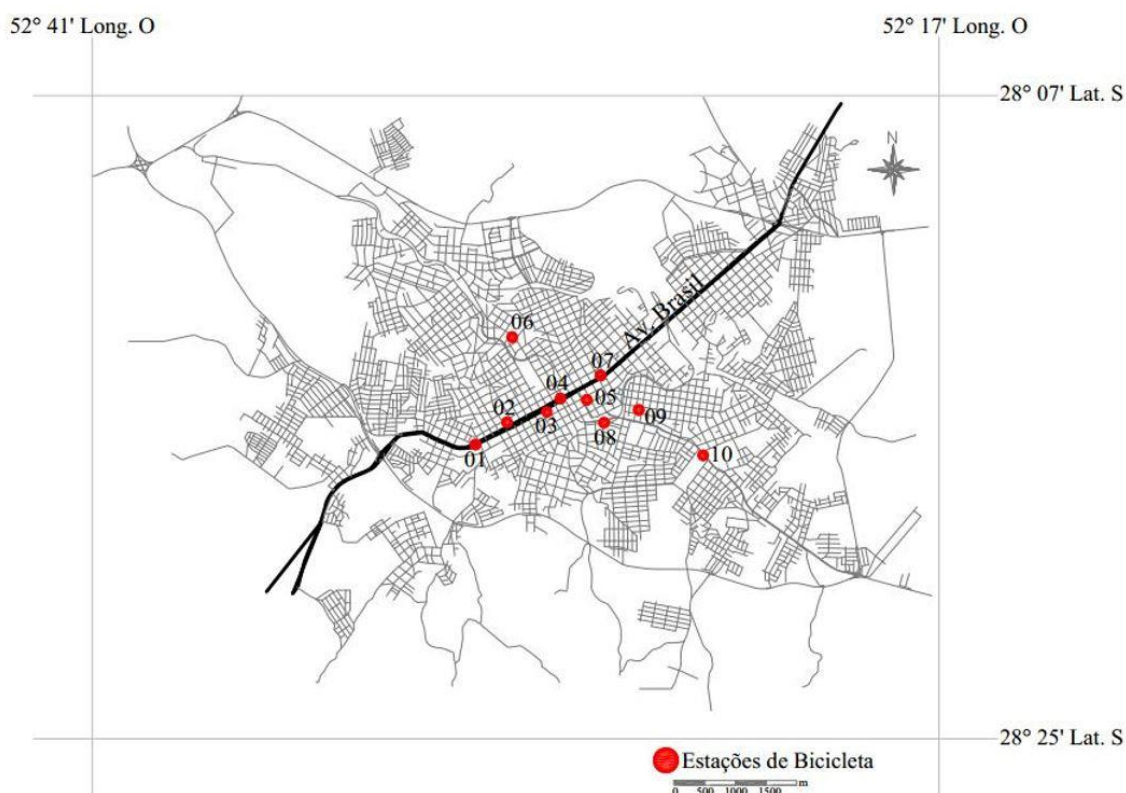 52° 41' Long. O
52° 17' Long. O
28° 07' Lat. S
N
Av. Brasil
06
07
04
05
02
03
09
08
01
10
28° 25' Lat. S
Estações de Bicicleta
0 500 1000 1500 m